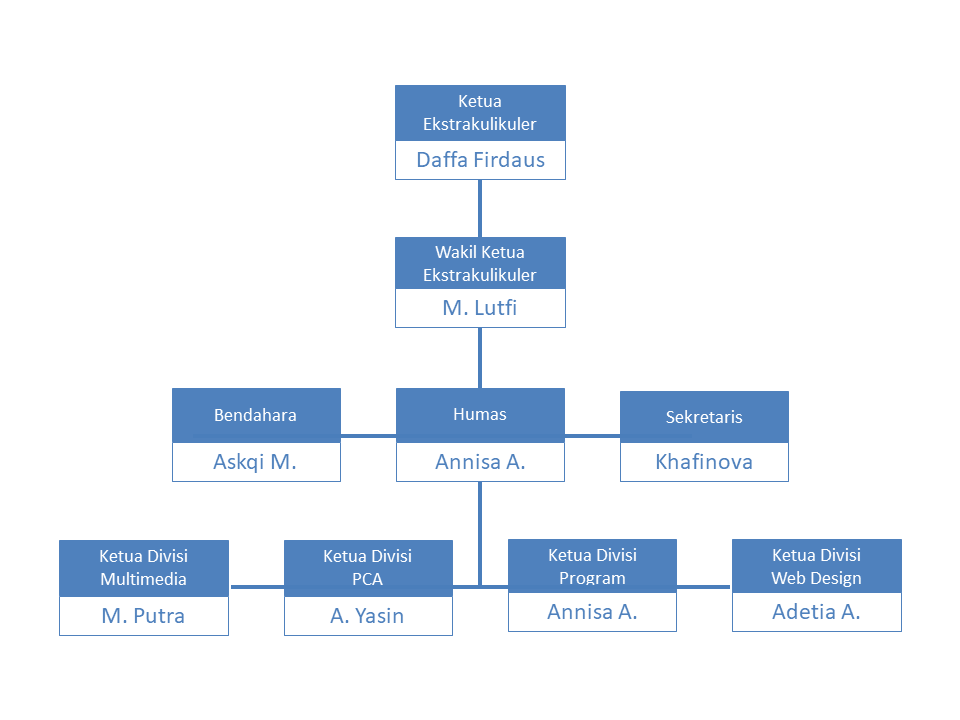 Ketua
Ekstrakulikuler
Daffa Firdaus
Wakil Ketua
Ekstrakulikuler
M. Lutfi
Bendahara
Askqi M.
Humas
Annisa A.
Sekretaris
Khafinova
Ketua Divisi
Multimedia
M. Putra
Ketua Divisi
PCA
A. Yasin
Ketua Divisi
Program
Annisa A.
Ketua Divisi
Web Design
Adetia A.